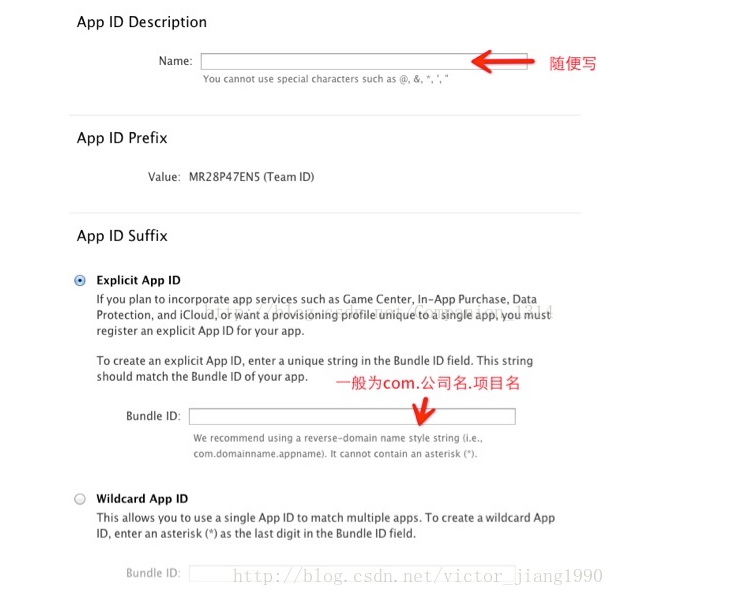 App ID Description
Name:
随便写
You cannot use special characters such as @, &, *, ', "
App ID Prefix
Value: MR28P47EN5 (Team ID)
App ID Suffix
Explicit App ID
If you plan to incorporate app services such as Game Center, In-App Purchase, Data
Protection, and iCloud, or want a provisioning profile unique to a single app, you must
register an explicit App ID for your app.
To create an explicit App ID, enter a unique string in the Bundle ID field. This string
should match the Bundle ID of your app.
一般为com.公司名.项目名
Bundle ID:
We recommend using a reverse-domain name style string (i.e.,
com.domainname.appname). It cannot contain an asterisk (*).
Wildcard App ID
This allows you to use a single App ID to match multiple apps. To create a wildcard App
ID, enter an asterisk (*) as the last digit in the Bundle ID field.
Bundle ID:
http://blog.csdn.net/victor_jiang1990